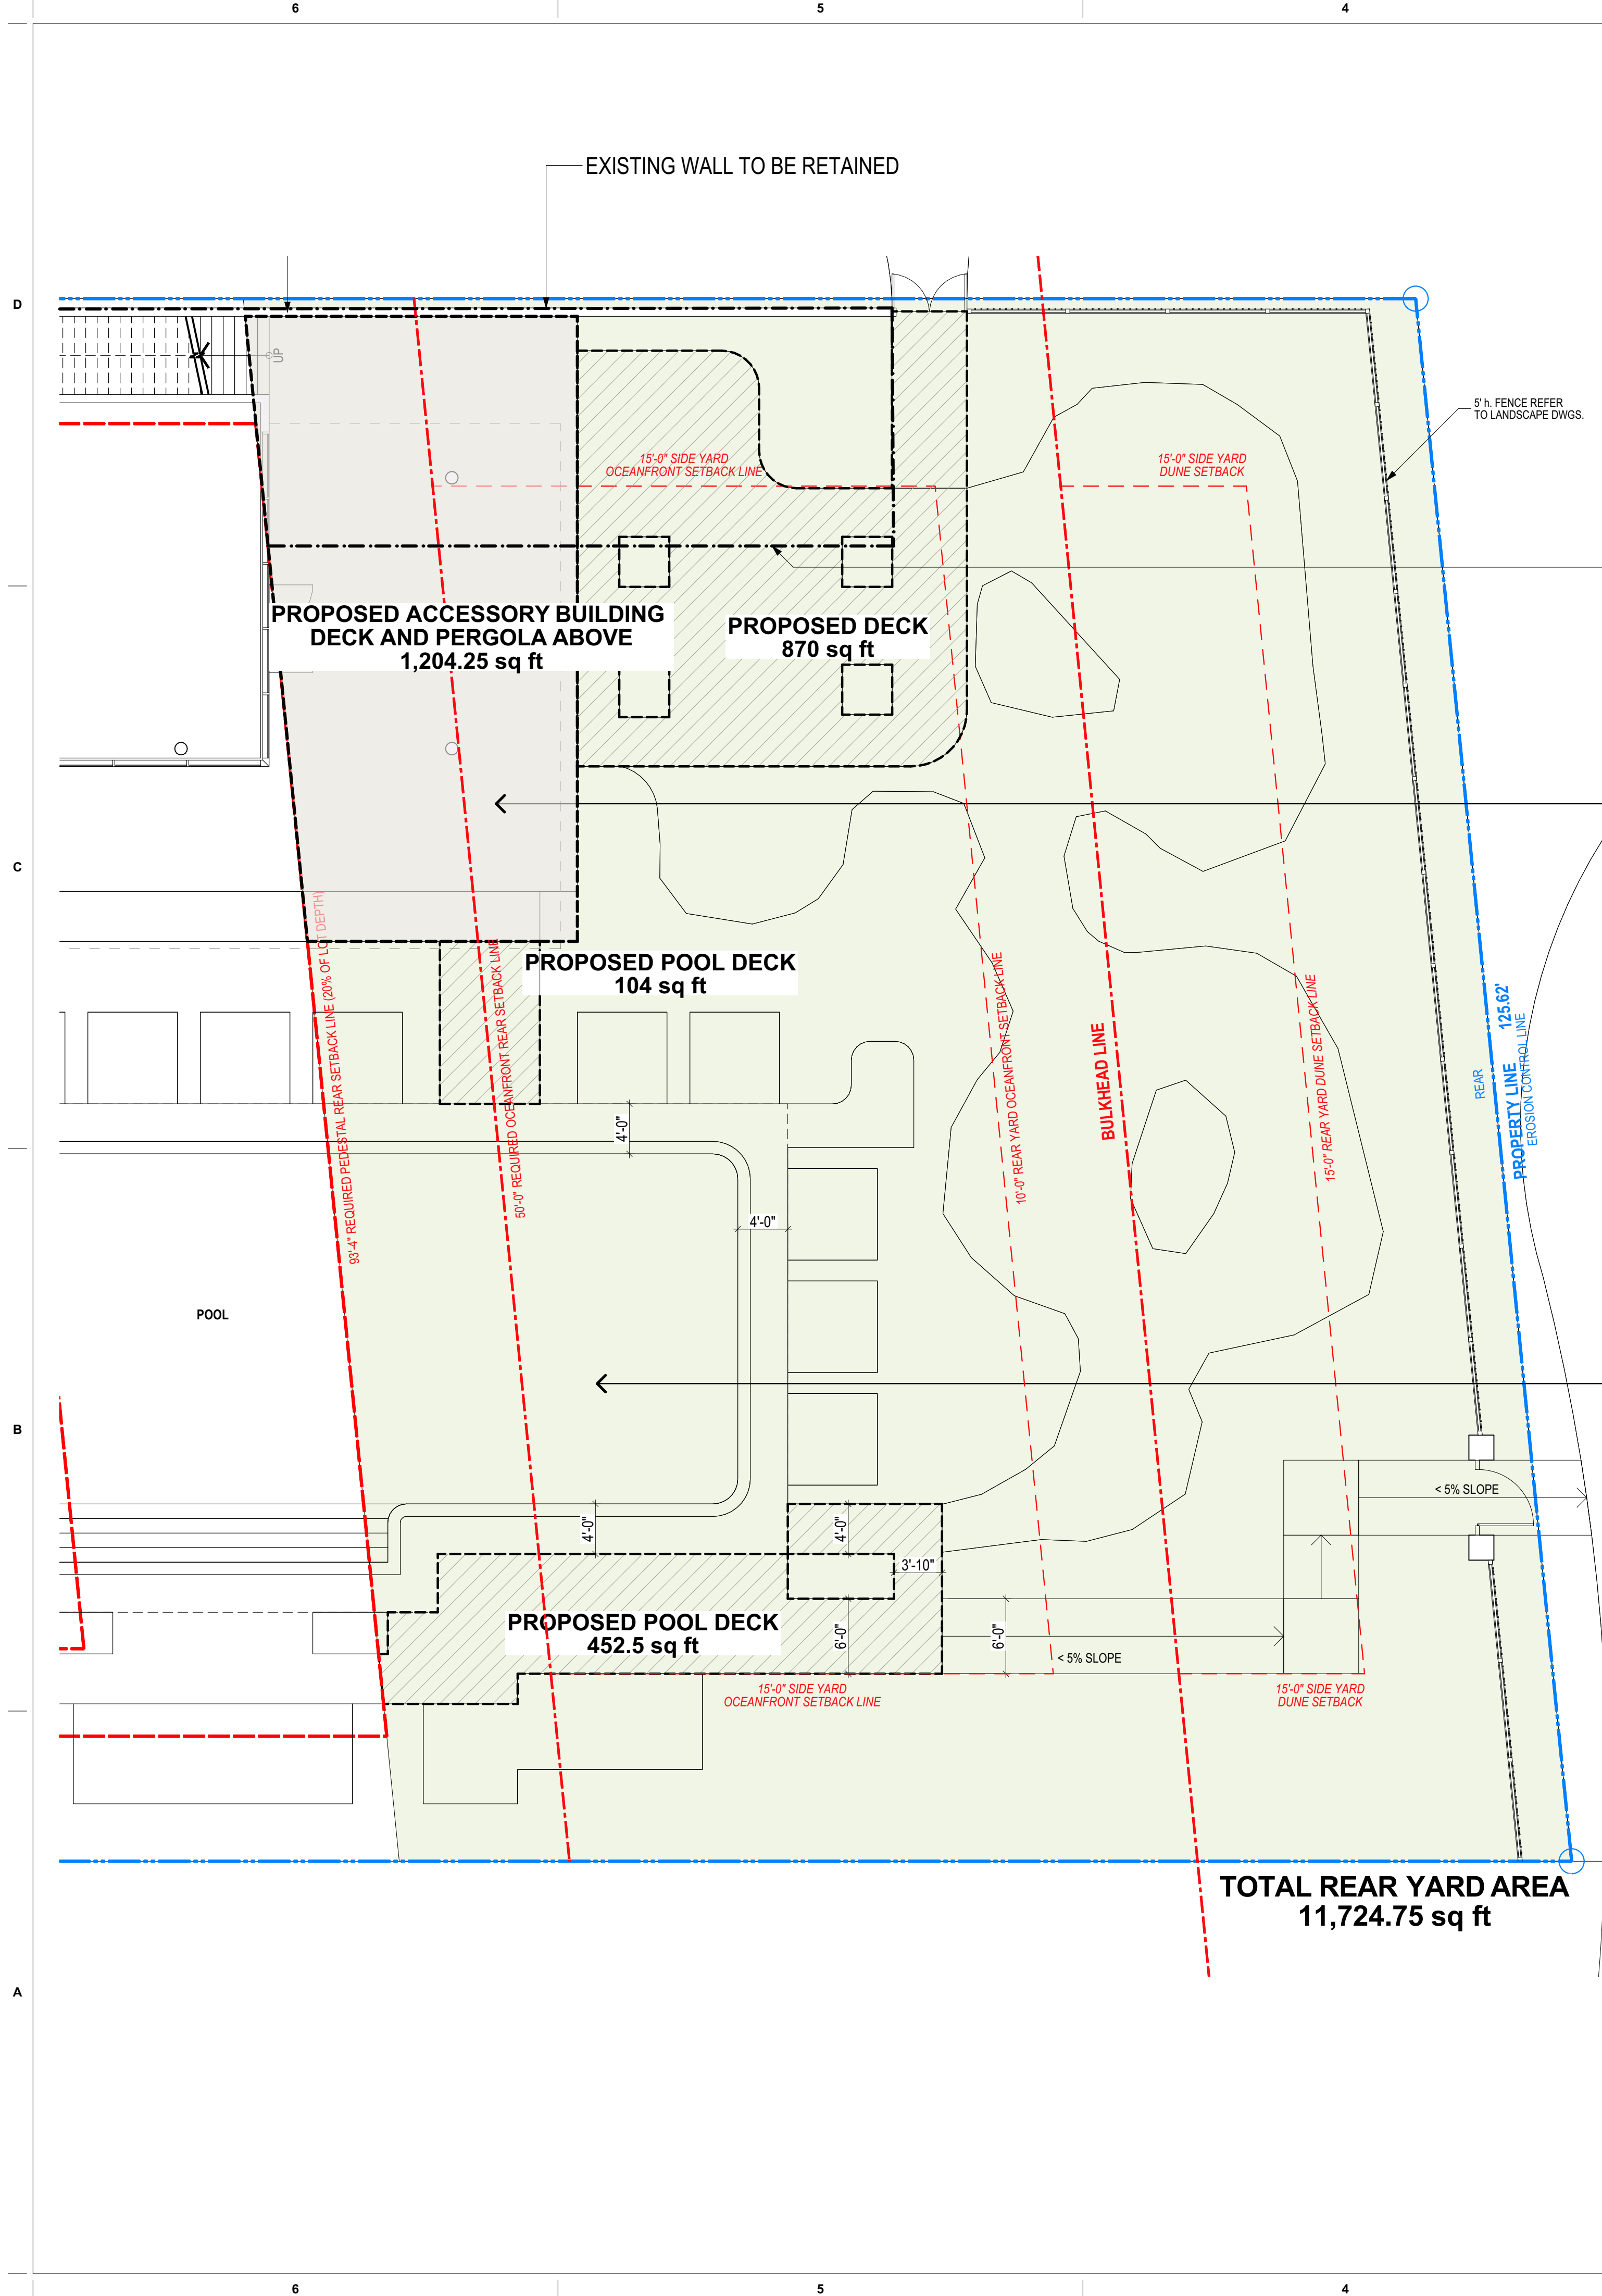 6
5
4
EXISTING WALL TO BE RETAINED
D
UP
5' h. FENCE REFER
TO LANDSCAPE DWGS.
15'-0" SIDE YARD
OCEANFRONT SETBACK LINE
15'-0" SIDE YARD
DUNE SETBACK
PROPOSED ACCESSORY BUILDING
DECK AND PERGOLA ABOVE
1,204.25 sq ft
PROPOSED DECK
870 sq ft
C
PROPOSED POOL DECK
104 sq ft
93'-4" REQUIRED PEDESTAL REAR SETBACK LINE (20% OF LOT DEPTH)
50'-0" REQUIRED OCEANFRONT REAR SETBACK LINE
10'-0" REAR YARD OCEANFRONT SETBACK LINE
BULKHEAD LINE
15'-0" REAR YARD DUNE SETBACK LINE
REAR
PROPERTY LINE 125.62'
EROSION CONTROL LINE
4'-0"
4'-0"
POOL
B
< 5% SLOPE
4'-0"
4'-0"
3'-10"
PROPOSED POOL DECK
452.5 sq ft
6'-0"
6'-0"
< 5% SLOPE
15'-0" SIDE YARD
OCEANFRONT SETBACK LINE
15'-0" SIDE YARD
DUNE SETBACK
TOTAL REAR YARD AREA
11,724.75 sq ft
A
6
5
4